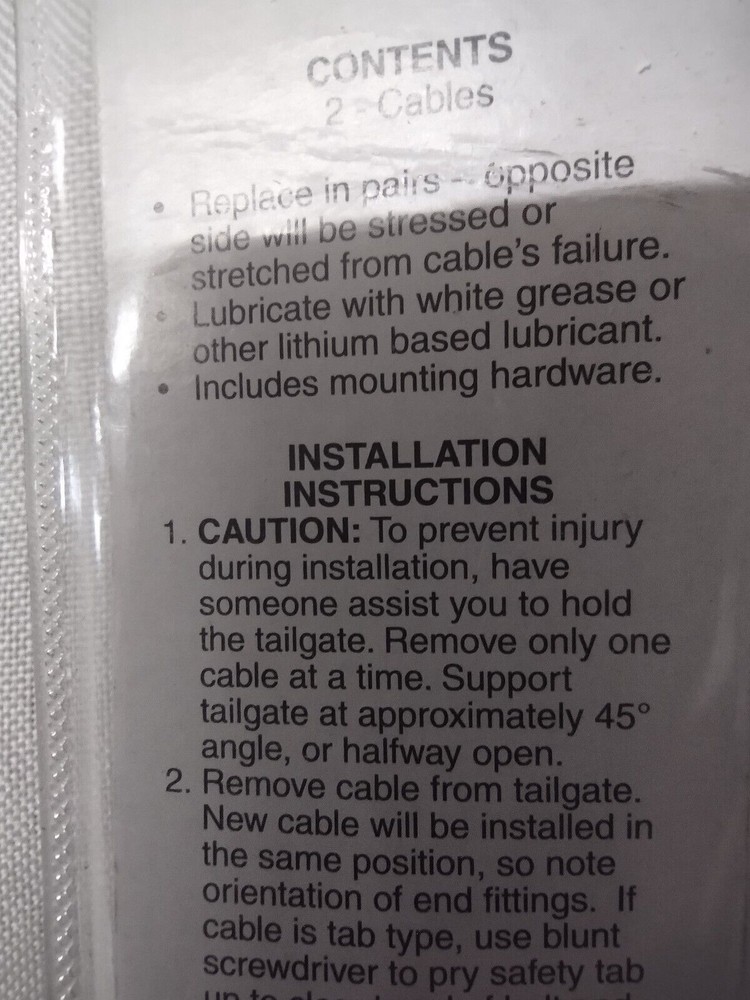 CONTENTS
2 - Cables
• Replace in pairs -- opposite
side will be stressed or
stretched from cable's failure.
• Lubricate with white grease or
other lithium based lubricant.
• Includes mounting hardware.
INSTALLATION
INSTRUCTIONS
1. CAUTION: To prevent injury
during installation, have
someone assist you to hold
the tailgate. Remove only one
cable at a time. Support
tailgate at approximately 45°
angle, or halfway open.
2. Remove cable from tailgate.
New cable will be installed in
the same position, so note
orientation of end fittings. If
cable is tab type, use blunt
screwdriver to pry safety tab
up to